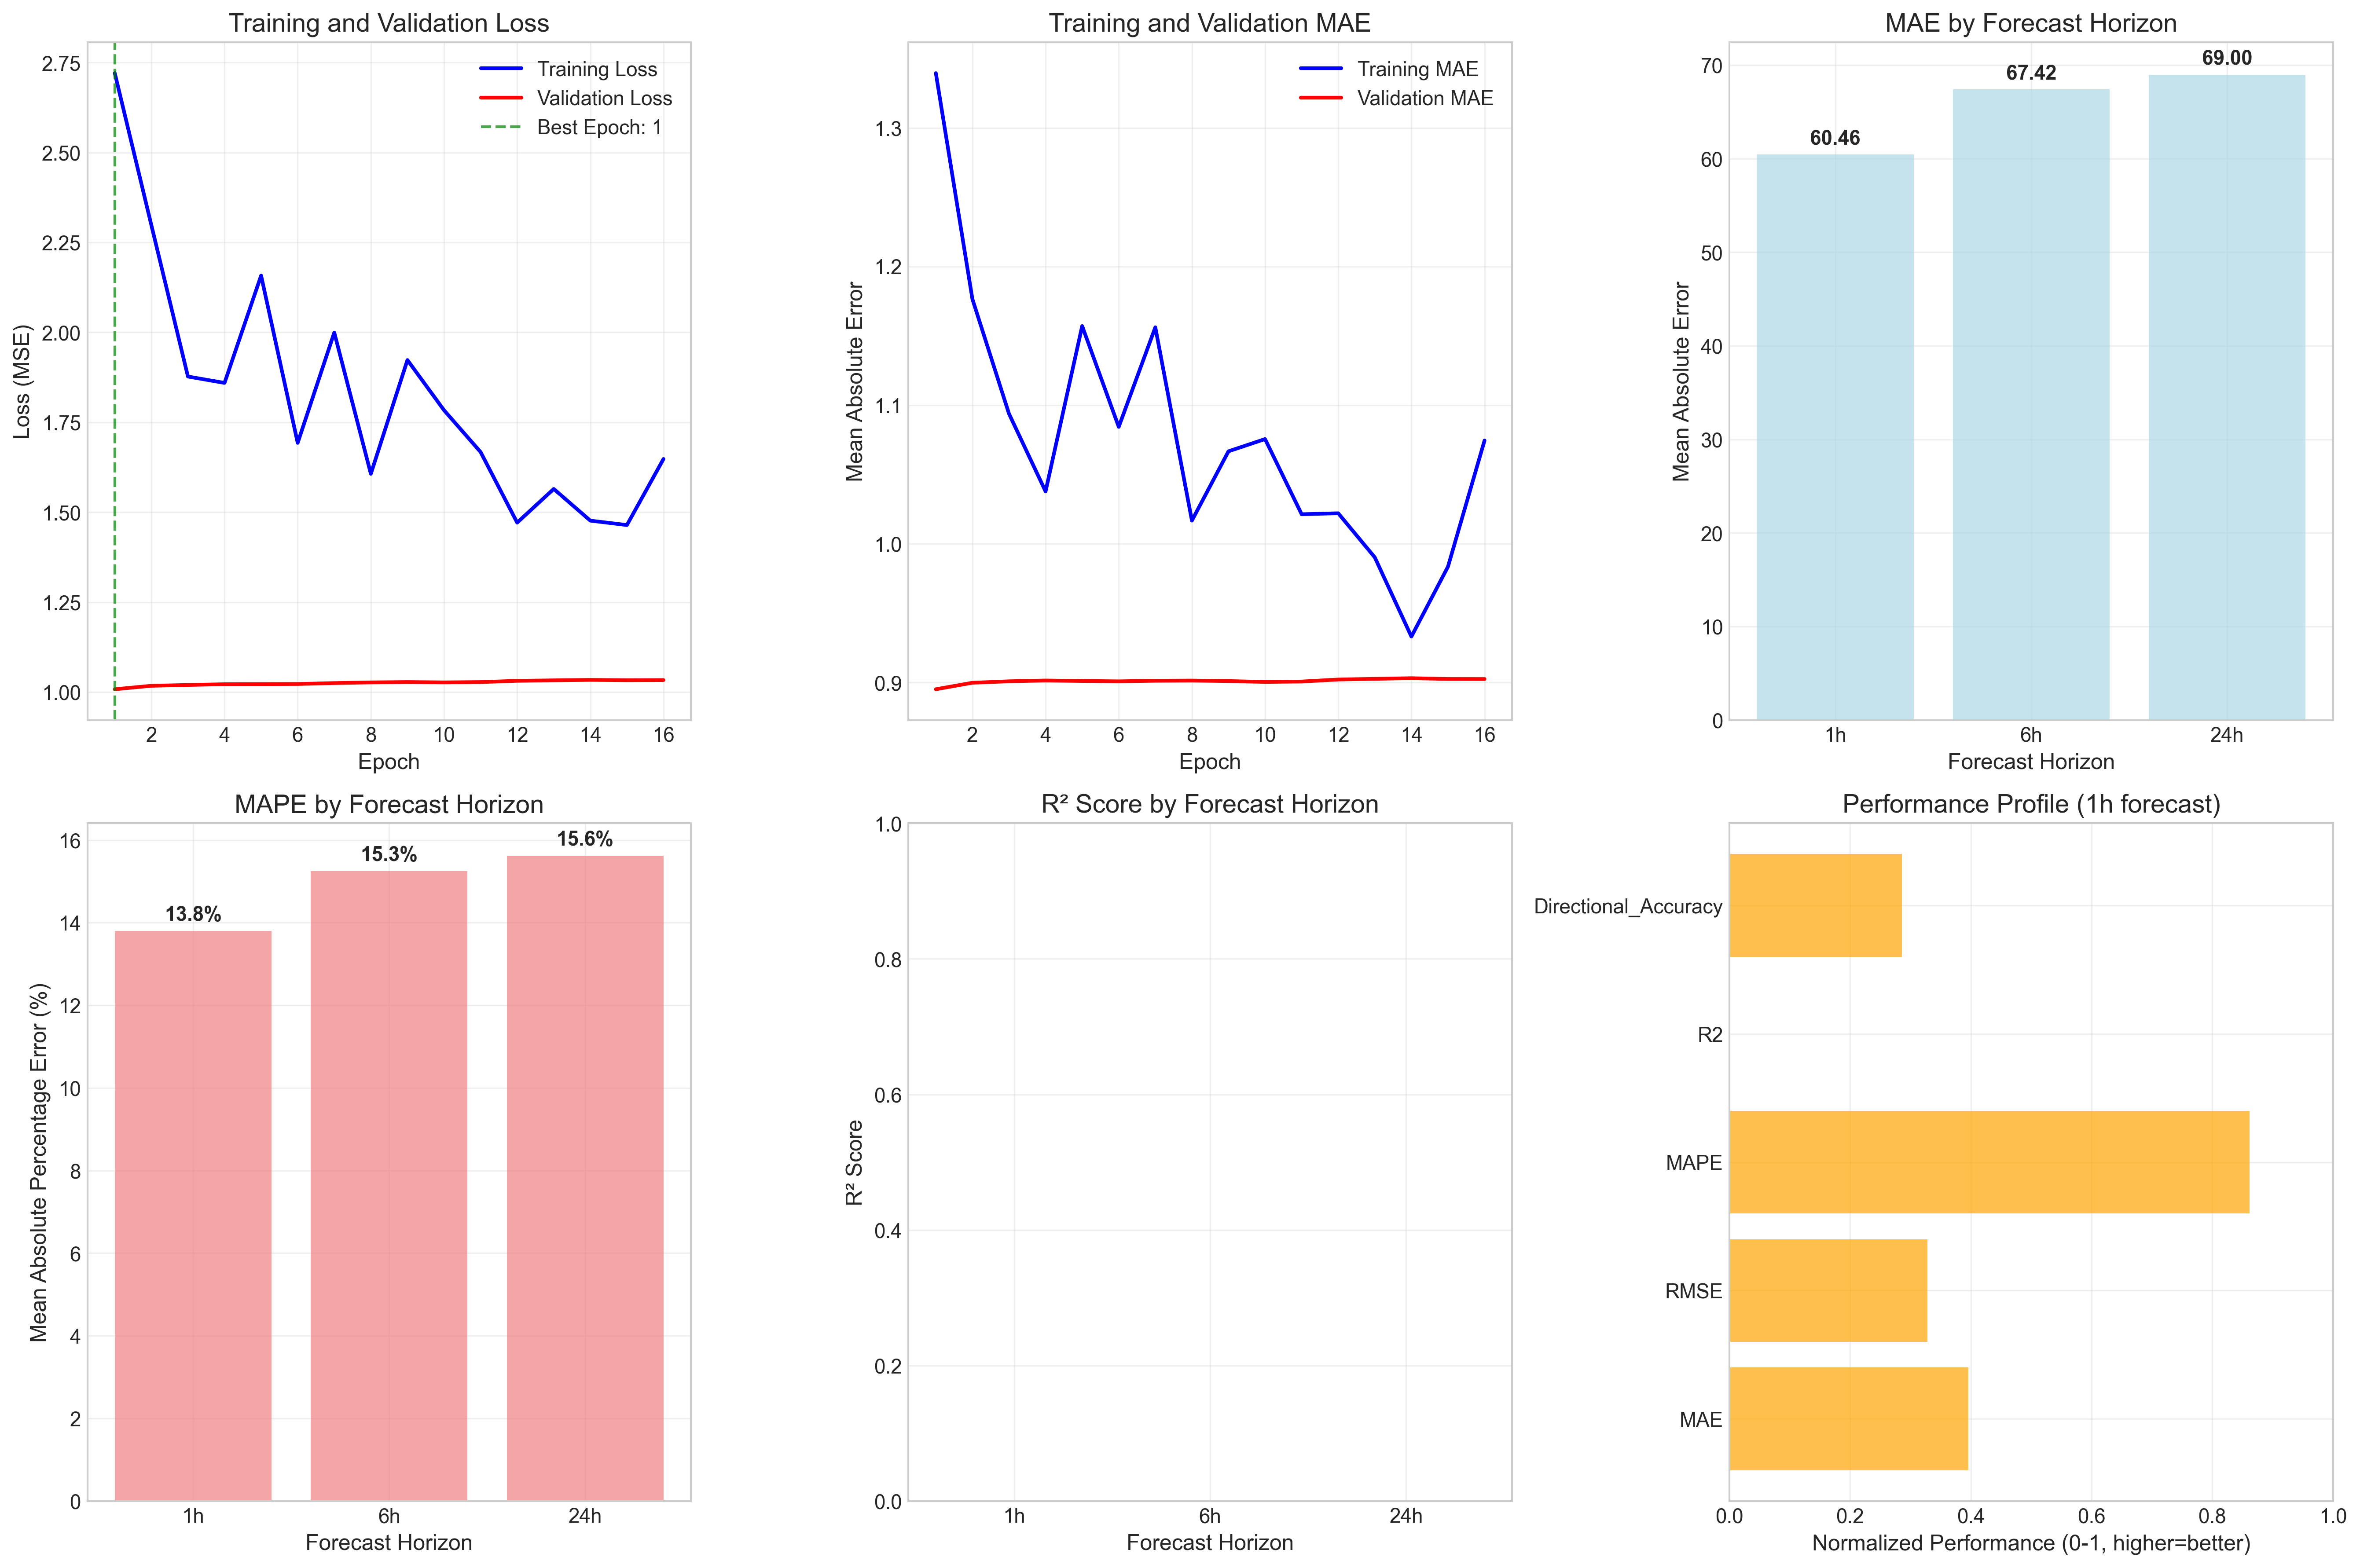 Training and Validation Loss
2.75
2.50
2.25
2.00
1.75
1.50
1.25
1.00
Loss (MSE)
Training Loss
Validation Loss
Best Epoch: 1
2 4 6 8 10 12 14 16
Epoch
Training and Validation MAE
1.3
1.2
1.1
1.0
0.9
Mean Absolute Error
Training MAE
Validation MAE
2 4 6 8 10 12 14 16
Epoch
MAE by Forecast Horizon
70
60
50
40
30
20
10
0
Mean Absolute Error
60.46
67.42
69.00
1h 6h 24h
Forecast Horizon
MAPE by Forecast Horizon
16
14
12
10
8
6
4
2
0
Mean Absolute Percentage Error (%)
13.8%
15.3%
15.6%
1h 6h 24h
Forecast Horizon
R² Score by Forecast Horizon
1.0
0.8
0.6
0.4
0.2
0.0
R² Score
1h 6h 24h
Forecast Horizon
Performance Profile (1h forecast)
Directional_Accuracy
R2
MAPE
RMSE
MAE
0.0 0.2 0.4 0.6 0.8 1.0
Normalized Performance (0-1, higher=better)